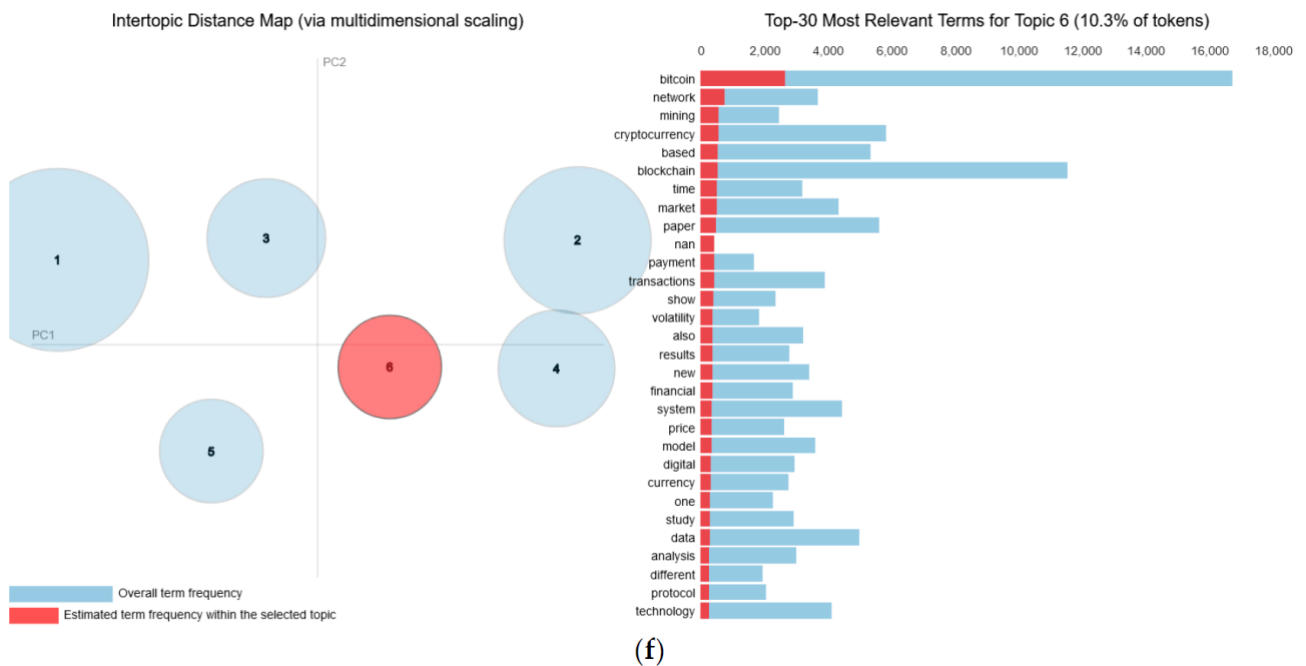 Intertopic Distance Map (via multidimensional scaling)
PC2
PC1
1
2
3
4
5
6
Overall term frequency
Estimated term frequency within the selected topic
Top-30 Most Relevant Terms for Topic 6 (10.3% of tokens)
0 2,000 4,000 6,000 8,000 10,000 12,000 14,000 16,000 18,000
bitcoin
network
mining
cryptocurrency
based
blockchain
time
market
paper
nan
payment
transactions
show
volatility
also
results
new
financial
system
price
model
digital
currency
one
study
data
analysis
different
protocol
technology
(f)